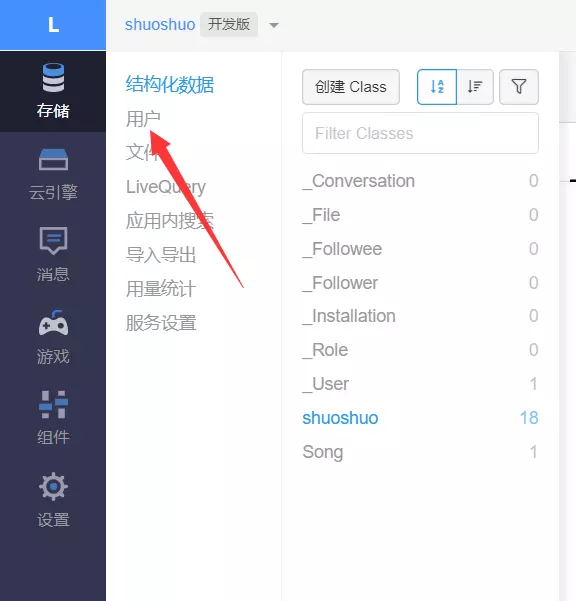 L
shuoshuo 开发版
存储
云引擎
消息
游戏
组件
设置
结构化数据
用户
文件
LiveQuery
应用内搜索
导入导出
用量统计
服务设置
创建 Class
Filter Classes
_Conversation 0
_File 0
_Followee 0
_Follower 0
_Installation 0
_Role 0
_User 1
shuoshuo 18
Song 1